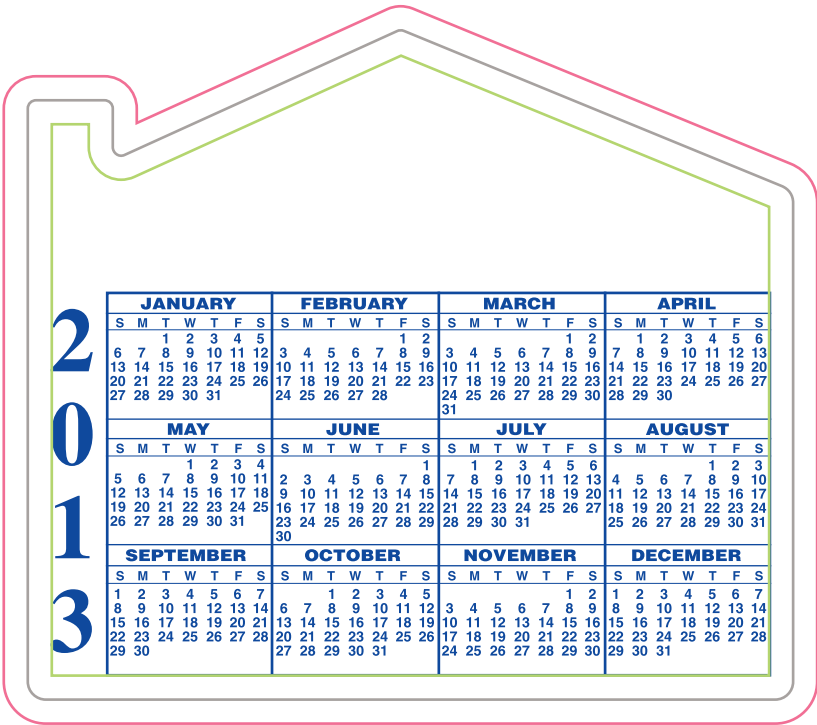 2
0
1
3
JANUARY
S M T W T F S
1 2 3 4 5
6 7 8 9 10 11 12
13 14 15 16 17 18 19
20 21 22 23 24 25 26
27 28 29 30 31
FEBRUARY
S M T W T F S
1 2
3 4 5 6 7 8 9
10 11 12 13 14 15 16
17 18 19 20 21 22 23
24 25 26 27 28
MARCH
S M T W T F S
1 2
3 4 5 6 7 8 9
10 11 12 13 14 15 16
17 18 19 20 21 22 23
24 25 26 27 28 29 30
31
APRIL
S M T W T F S
1 2 3 4 5 6
7 8 9 10 11 12 13
14 15 16 17 18 19 20
21 22 23 24 25 26 27
28 29 30
MAY
S M T W T F S
1 2 3 4
5 6 7 8 9 10 11
12 13 14 15 16 17 18
19 20 21 22 23 24 25
26 27 28 29 30 31
JUNE
S M T W T F S
1
2 3 4 5 6 7 8
9 10 11 12 13 14 15
16 17 18 19 20 21 22
23 24 25 26 27 28 29
30
JULY
S M T W T F S
1 2 3 4 5 6
7 8 9 10 11 12 13
14 15 16 17 18 19 20
21 22 23 24 25 26 27
28 29 30 31
AUGUST
S M T W T F S
1 2 3
4 5 6 7 8 9 10
11 12 13 14 15 16 17
18 19 20 21 22 23 24
25 26 27 28 29 30 31
SEPTEMBER
S M T W T F S
1 2 3 4 5 6 7
8 9 10 11 12 13 14
15 16 17 18 19 20 21
22 23 24 25 26 27 28
29 30
OCTOBER
S M T W T F S
1 2 3 4 5
6 7 8 9 10 11 12
13 14 15 16 17 18 19
20 21 22 23 24 25 26
27 28 29 30 31
NOVEMBER
S M T W T F S
1 2
3 4 5 6 7 8 9
10 11 12 13 14 15 16
17 18 19 20 21 22 23
24 25 26 27 28 29 30
DECEMBER
S M T W T F S
1 2 3 4 5 6 7
8 9 10 11 12 13 14
15 16 17 18 19 20 21
22 23 24 25 26 27 28
29 30 31